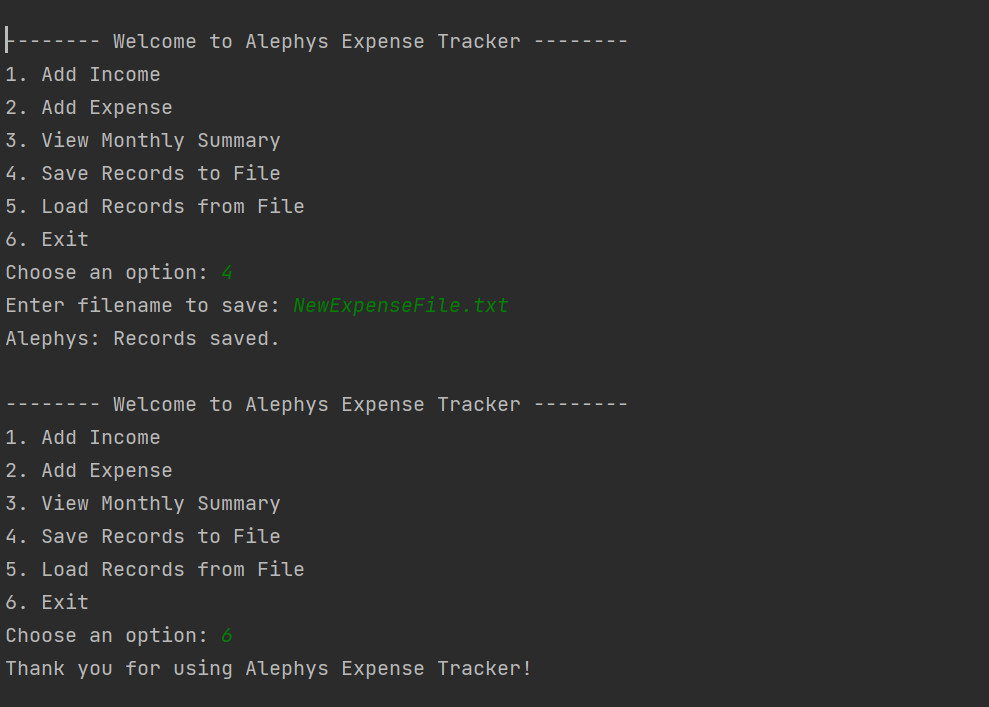 -------- Welcome to Alephys Expense Tracker --------
1. Add Income
2. Add Expense
3. View Monthly Summary
4. Save Records to File
5. Load Records from File
6. Exit
Choose an option: 4
Enter filename to save: NewExpenseFile.txt
Alephys: Records saved.
-------- Welcome to Alephys Expense Tracker --------
1. Add Income
2. Add Expense
3. View Monthly Summary
4. Save Records to File
5. Load Records from File
6. Exit
Choose an option: 6
Thank you for using Alephys Expense Tracker!